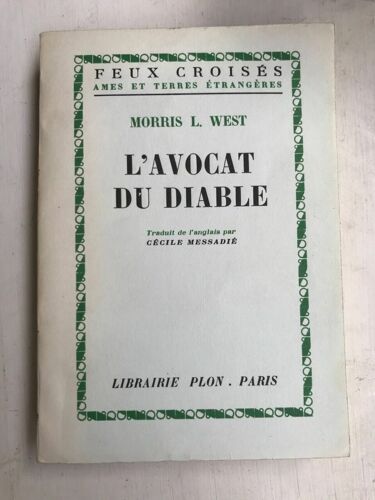 FEUX CROISÉS
AMES ET TERRES ÉTRANGÈRES
MORRIS L. WEST
L'AVOCAT
DU DIABLE
Traduit de l'anglais par
CÉCILE MESSADIÉ
LIBRAIRIE PLON . PARIS